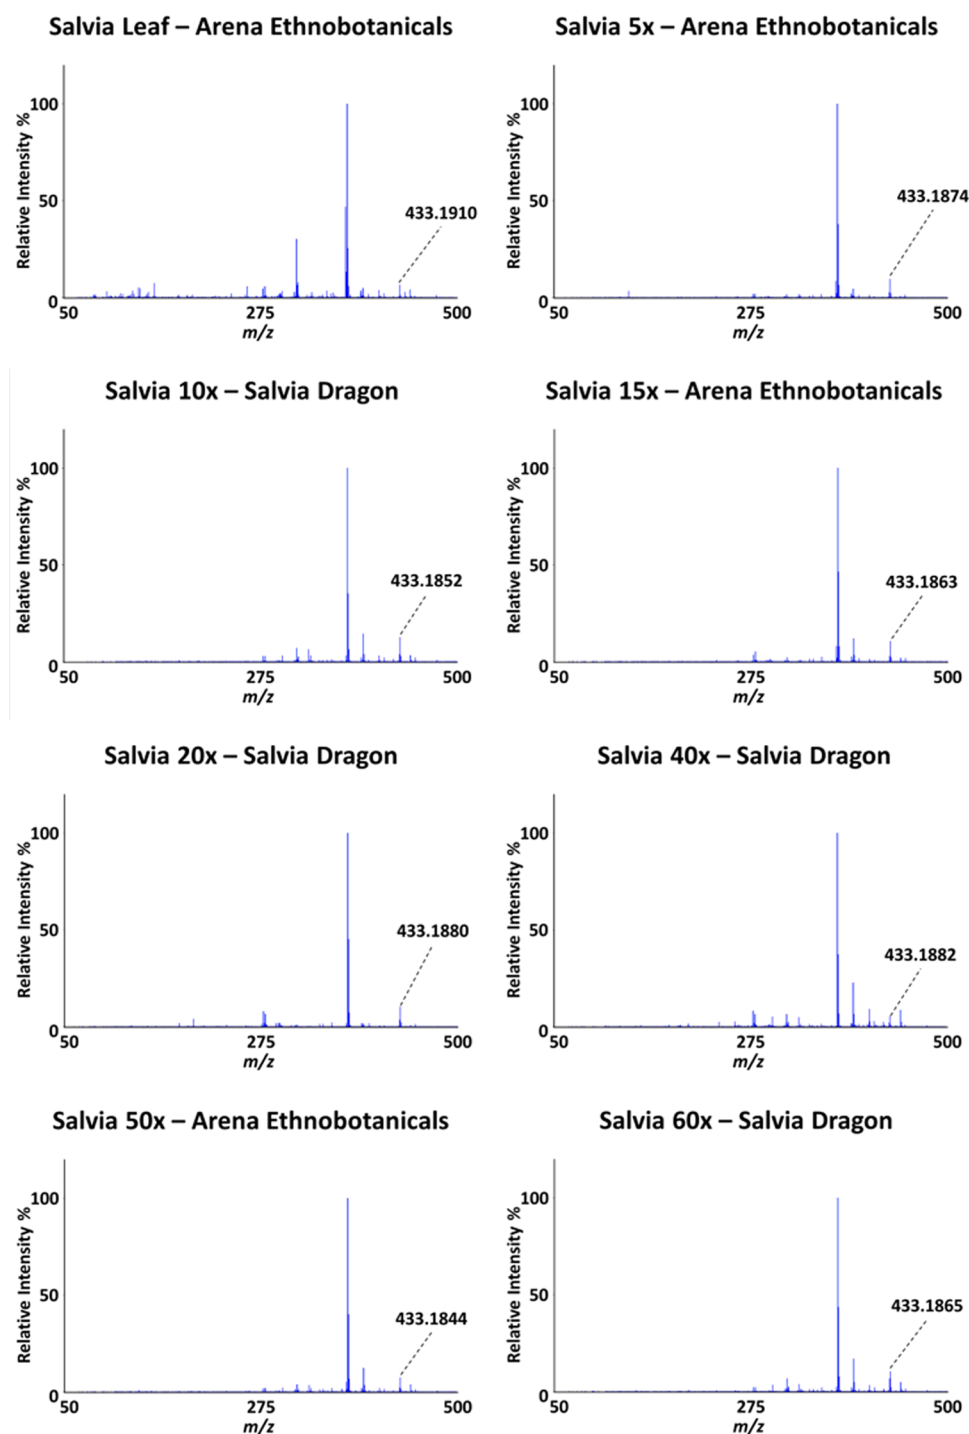 Salvia Leaf – Arena Ethnobotanicals
Relative Intensity %
100
50
0
433.1910
50
275
500
m/z
Salvia 5x – Arena Ethnobotanicals
Relative Intensity %
100
50
0
433.1874
50
275
500
m/z
Salvia 10x – Salvia Dragon
Relative Intensity %
100
50
0
433.1852
50
275
500
m/z
Salvia 15x – Arena Ethnobotanicals
Relative Intensity %
100
50
0
433.1863
50
275
500
m/z
Salvia 20x – Salvia Dragon
Relative Intensity %
100
50
0
433.1880
50
275
500
m/z
Salvia 40x – Salvia Dragon
Relative Intensity %
100
50
0
433.1882
50
275
500
m/z
Salvia 50x – Arena Ethnobotanicals
Relative Intensity %
100
50
0
433.1844
50
275
500
m/z
Salvia 60x – Salvia Dragon
Relative Intensity %
100
50
0
433.1865
50
275
500
m/z